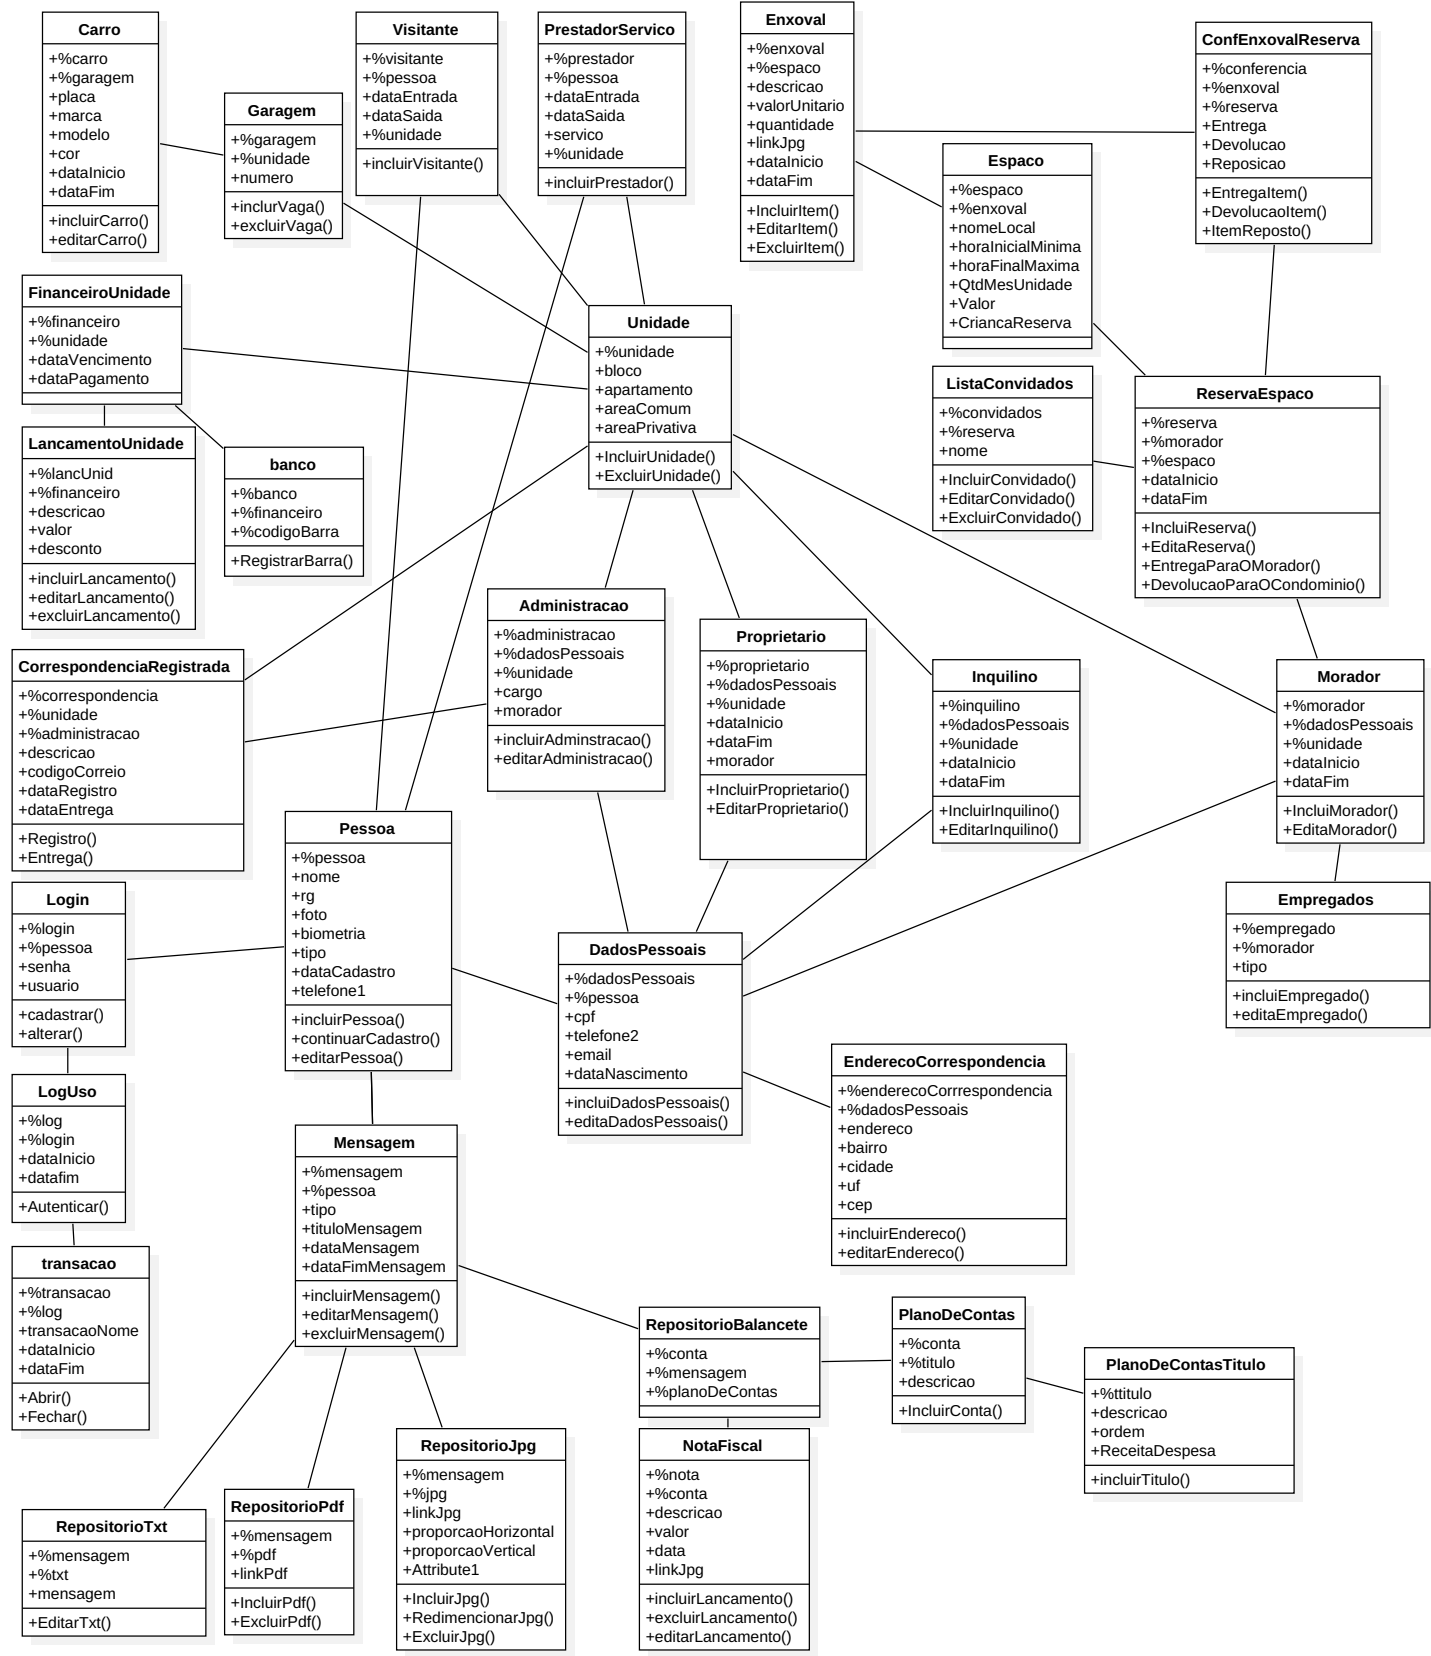 Carro
+%carro
+%garagem
+placa
+marca
+modelo
+cor
+dataInicio
+dataFim
+incluirCarro()
+editarCarro()
Garagem
+%garagem
+%unidade
+numero
+inclurVaga()
+excluirVaga()
Visitante
+%visitante
+%pessoa
+dataEntrada
+dataSaida
+%unidade
+incluirVisitante()
PrestadorServico
+%prestador
+%pessoa
+dataEntrada
+dataSaida
+servico
+%unidade
+incluirPrestador()
Enxoval
+%enxoval
+%espaco
+descricao
+valorUnitario
+quantidade
+linkJpg
+dataInicio
+dataFim
+IncluirItem()
+EditarItem()
+ExcluirItem()
ConfEnxovalReserva
+%conferencia
+%enxoval
+%reserva
+Entrega
+Devolucao
+Reposicao
+EntregaItem()
+DevolucaoItem()
+ItemReposto()
Espaco
+%espaco
+%enxoval
+nomeLocal
+horaInicialMinima
+horaFinalMaxima
+QtdMesUnidade
+Valor
+CriancaReserva
FinanceiroUnidade
+%financeiro
+%unidade
+dataVencimento
+dataPagamento
Unidade
+%unidade
+bloco
+apartamento
+areaComum
+areaPrivativa
+IncluirUnidade()
+ExcluirUnidade()
ListaConvidados
+%convidados
+%reserva
+nome
+IncluirConvidado()
+EditarConvidado()
+ExcluirConvidado()
ReservaEspaco
+%reserva
+%morador
+%espaco
+dataInicio
+dataFim
+IncluiReserva()
+EditaReserva()
+EntregaParaOMorador()
+DevolucaoParaOCondominio()
LancamentoUnidade
+%lancUnid
+%financeiro
+descricao
+valor
+desconto
+incluirLancamento()
+editarLancamento()
+excluirLancamento()
banco
+%banco
+%financeiro
+%codigoBarra
+RegistrarBarra()
Administracao
+%administracao
+%dadosPessoais
+%unidade
+cargo
+morador
+incluirAdminstracao()
+editarAdministracao()
Proprietario
+%proprietario
+%dadosPessoais
+%unidade
+dataInicio
+dataFim
+morador
+IncluirProprietario()
+EditarProprietario()
Inquilino
+%inquilino
+%dadosPessoais
+%unidade
+dataInicio
+dataFim
+IncluirInquilino()
+EditarInquilino()
Morador
+%morador
+%dadosPessoais
+%unidade
+dataInicio
+dataFim
+IncluiMorador()
+EditaMorador()
CorrespondenciaRegistrada
+%correspondencia
+%unidade
+%administracao
+descricao
+codigoCorreio
+dataRegistro
+dataEntrega
+Registro()
+Entrega()
Pessoa
+%pessoa
+nome
+rg
+foto
+biometria
+tipo
+dataCadastro
+telefone1
+incluirPessoa()
+continuarCadastro()
+editarPessoa()
Login
+%login
+%pessoa
+senha
+usuario
+cadastrar()
+alterar()
DadosPessoais
+%dadosPessoais
+%pessoa
+cpf
+telefone2
+email
+dataNascimento
+incluiDadosPessoais()
+editaDadosPessoais()
Empregados
+%empregado
+%morador
+tipo
+incluiEmpregado()
+editaEmpregado()
EnderecoCorrespondencia
+%enderecoCorrrespondencia
+%dadosPessoais
+endereco
+bairro
+cidade
+uf
+cep
+incluirEndereco()
+editarEndereco()
LogUso
+%log
+%login
+dataInicio
+datafim
+Autenticar()
Mensagem
+%mensagem
+%pessoa
+tipo
+tituloMensagem
+dataMensagem
+dataFimMensagem
+incluirMensagem()
+editarMensagem()
+excluirMensagem()
transacao
+%transacao
+%log
+transacaoNome
+dataInicio
+dataFim
+Abrir()
+Fechar()
RepositorioBalancete
+%conta
+%mensagem
+%planoDeContas
PlanoDeContas
+%conta
+%titulo
+descricao
+IncluirConta()
PlanoDeContasTitulo
+%ttitulo
+descricao
+ordem
+ReceitaDespesa
+incluirTitulo()
RepositorioTxt
+%mensagem
+%txt
+mensagem
+EditarTxt()
RepositorioPdf
+%mensagem
+%pdf
+linkPdf
+IncluirPdf()
+ExcluirPdf()
RepositorioJpg
+%mensagem
+%jpg
+linkJpg
+proporcaoHorizontal
+proporcaoVertical
+Attribute1
+IncluirJpg()
+RedimencionarJpg()
+ExcluirJpg()
NotaFiscal
+%nota
+%conta
+descricao
+valor
+data
+linkJpg
+incluirLancamento()
+excluirLancamento()
+editarLancamento()